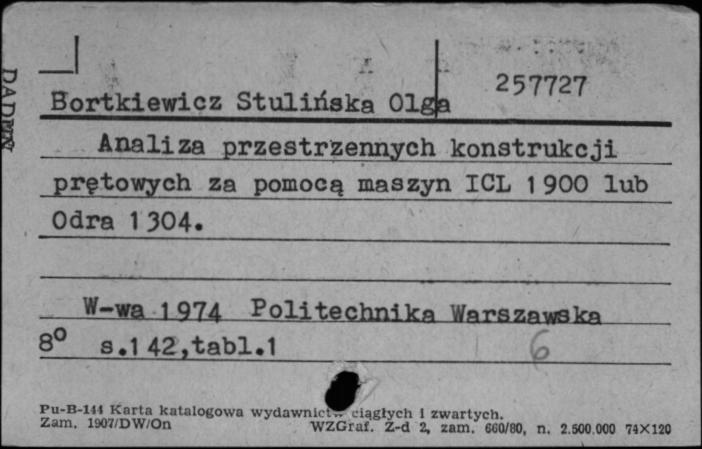 257727
Bortkiewicz Stulińska Olga
Analiza przestrzennych konstrukcji
prętowych za pomocą maszyn ICL 1900 lub
Odra 1304.
W-wa 1974 Politechnika Warszawska
8° s.142,tabl.1
6
Pu-B-144 Karta katalogowa wydawnictw ciągłych i zwartych.
Zam. 1907/DW/On WZGraf. Z-d 2, zam. 660/80, n. 2.500.000 74X120